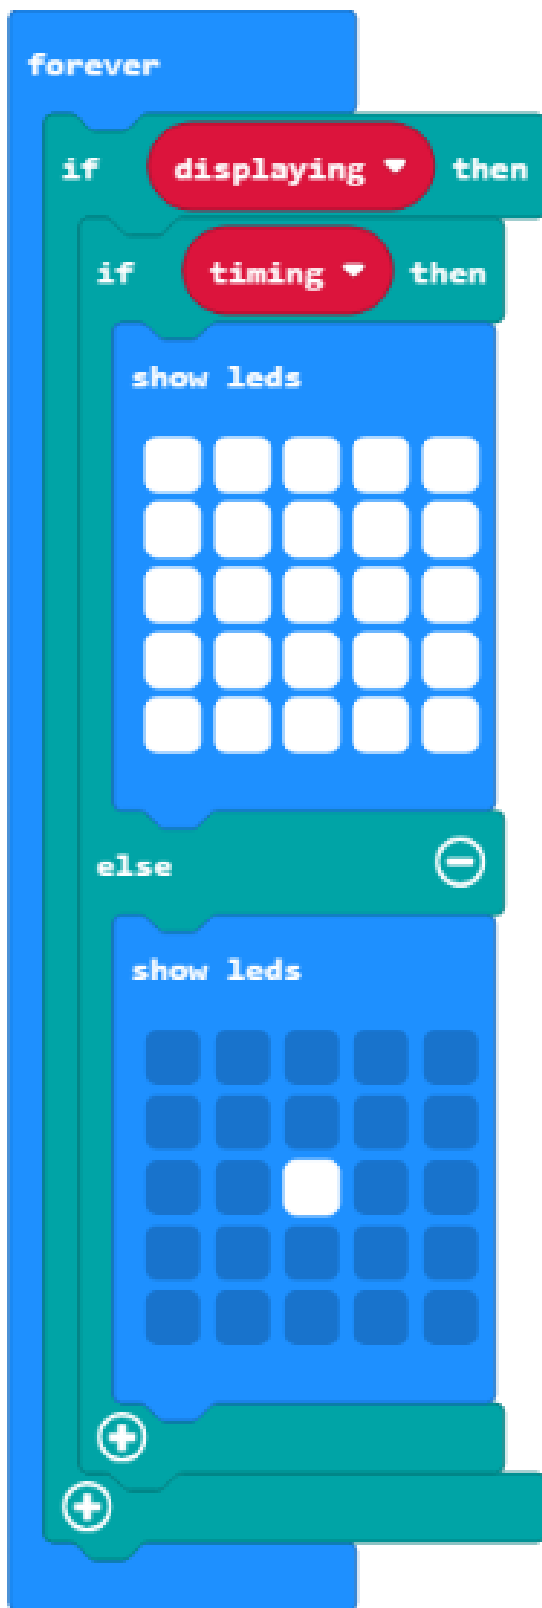 forever
if displaying then
if timing then
show leds
else
show leds